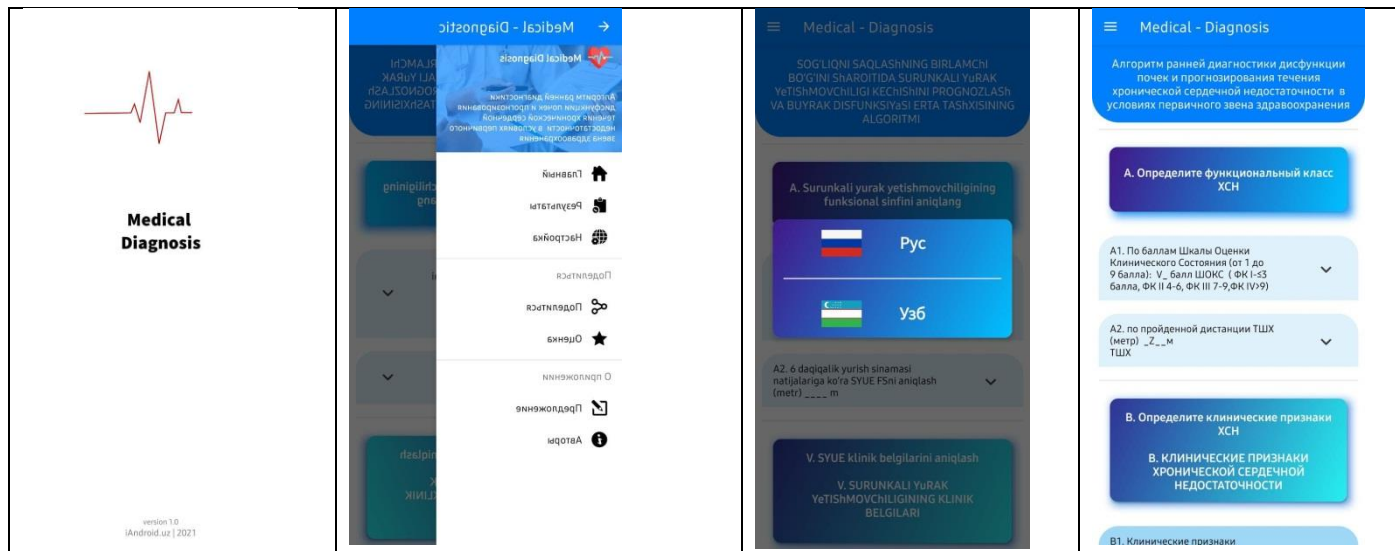 Medical
Diagnosis
version 1.0
iAndroid.uz | 2021
Medical - Diagnostic
Medical Diagnosis
Алгоритм ранней диагностики
дисфункции почек и прогнозирования
течения хронической сердечной
недостаточности в условиях первичного
звена здравоохранения
Главный
Результаты
Настройка
Поделиться
Поделиться
Оценка
О приложении
Предложение
Авторы
Medical - Diagnosis
SOG'LIQNI SAQLAShNING BIRLAMChI
BO'G'INI ShAROITIDA SURUNKALI YuRAK
YeTIShMOVChILIGI KEChIShINI PROGNOZLASh
VA BUYRAK DISFUNKSIYaSI ERTA TAShXISINING
ALGORITMI
A. Surunkali yurak yetishmovchiligining
funksional sinfini aniqlang
Рус
Узб
A2. 6 daqiqalik yurish sinamasi
natijalariga ko'ra SYUE FSni aniqlash
(metr) ____ m
V. SYUE klinik belgilarini aniqlash
V. SURUNKALI YuRAK
YeTIShMOVChILIGINING KLINIK
BELGILARI
Medical - Diagnosis
Алгоритм ранней диагностики дисфункции
почек и прогнозирования течения
хронической сердечной недостаточности в
условиях первичного звена здравоохранения
А. Определите функциональный класс
ХСН
А1. По баллам Шкалы Оценки
Клинического Состояния (от 1 до
9 балла): V_ балл ШОКС ( ФК I-≤3
балла, ФК II 4-6, ФК III 7-9,ФК IV>9)
А2. по пройденной дистанции ТШХ
(метр) _Z__м
ТШХ
В. Определите клинические признаки
ХСН
В. КЛИНИЧЕСКИЕ ПРИЗНАКИ
ХРОНИЧЕСКОЙ СЕРДЕЧНОЙ
НЕДОСТАТОЧНОСТИ
В1. Клинические признаки